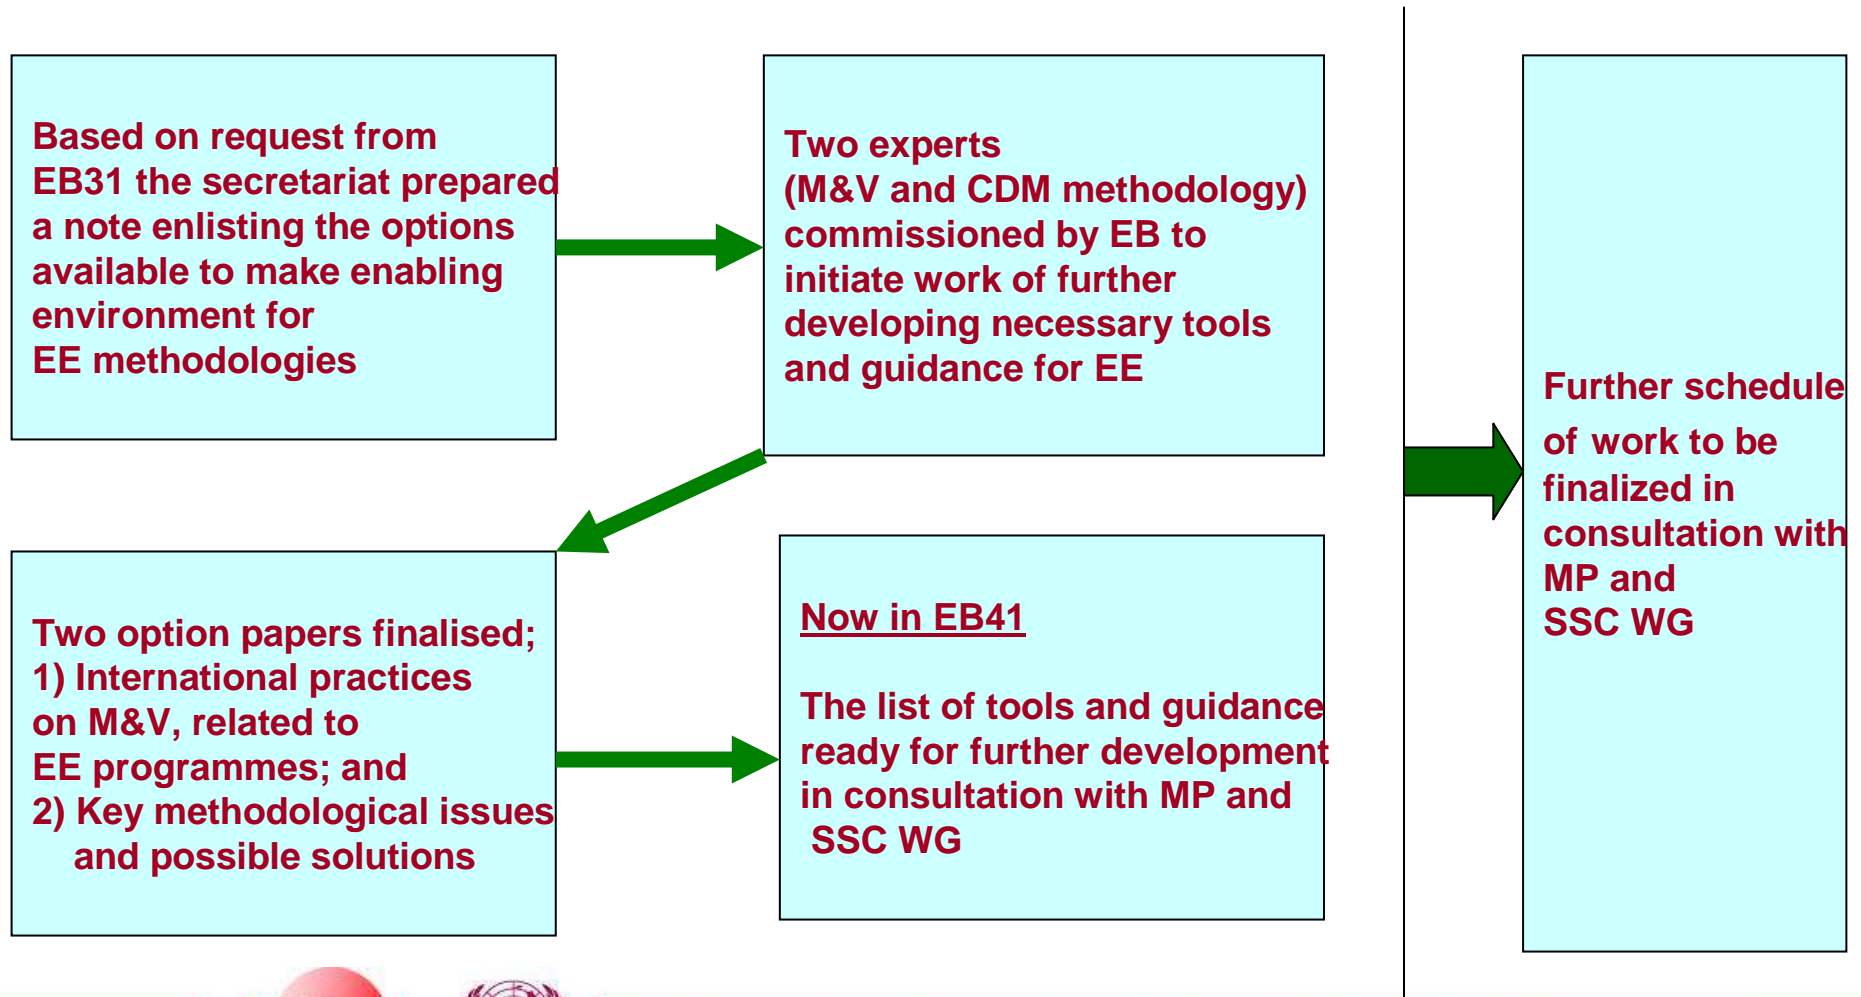 Based on request from
EB31 the secretariat prepared
a note enlisting the options
available to make enabling
environment for
EE methodologies
Two experts
(M&V and CDM methodology)
commissioned by EB to
initiate work of further
developing necessary tools
and guidance for EE
Two option papers finalised;
1) International practices
on M&V, related to
EE programmes; and
2) Key methodological issues
and possible solutions
Now in EB41
The list of tools and guidance
ready for further development
in consultation with MP and
SSC WG
Further schedule
of work to be
finalized in
consultation with
MP and
SSC WG